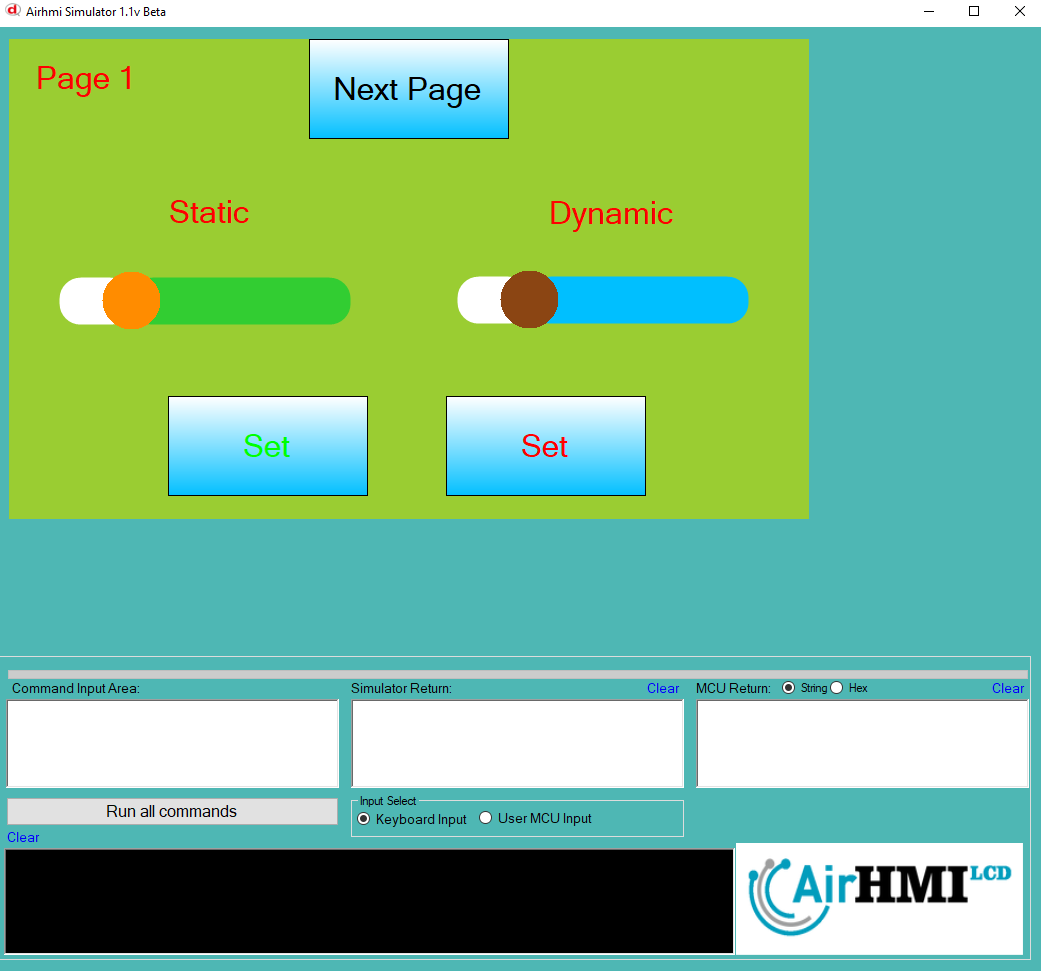 Airhmi Simulator 1.1v Beta
Page 1
Next Page
Static
Dynamic
Set
Set
Command Input Area:
Simulator Return:
Clear
MCU Return:
String
Hex
Clear
Run all commands
Input Select
Keyboard Input
User MCU Input
Clear
AirHMI LCD